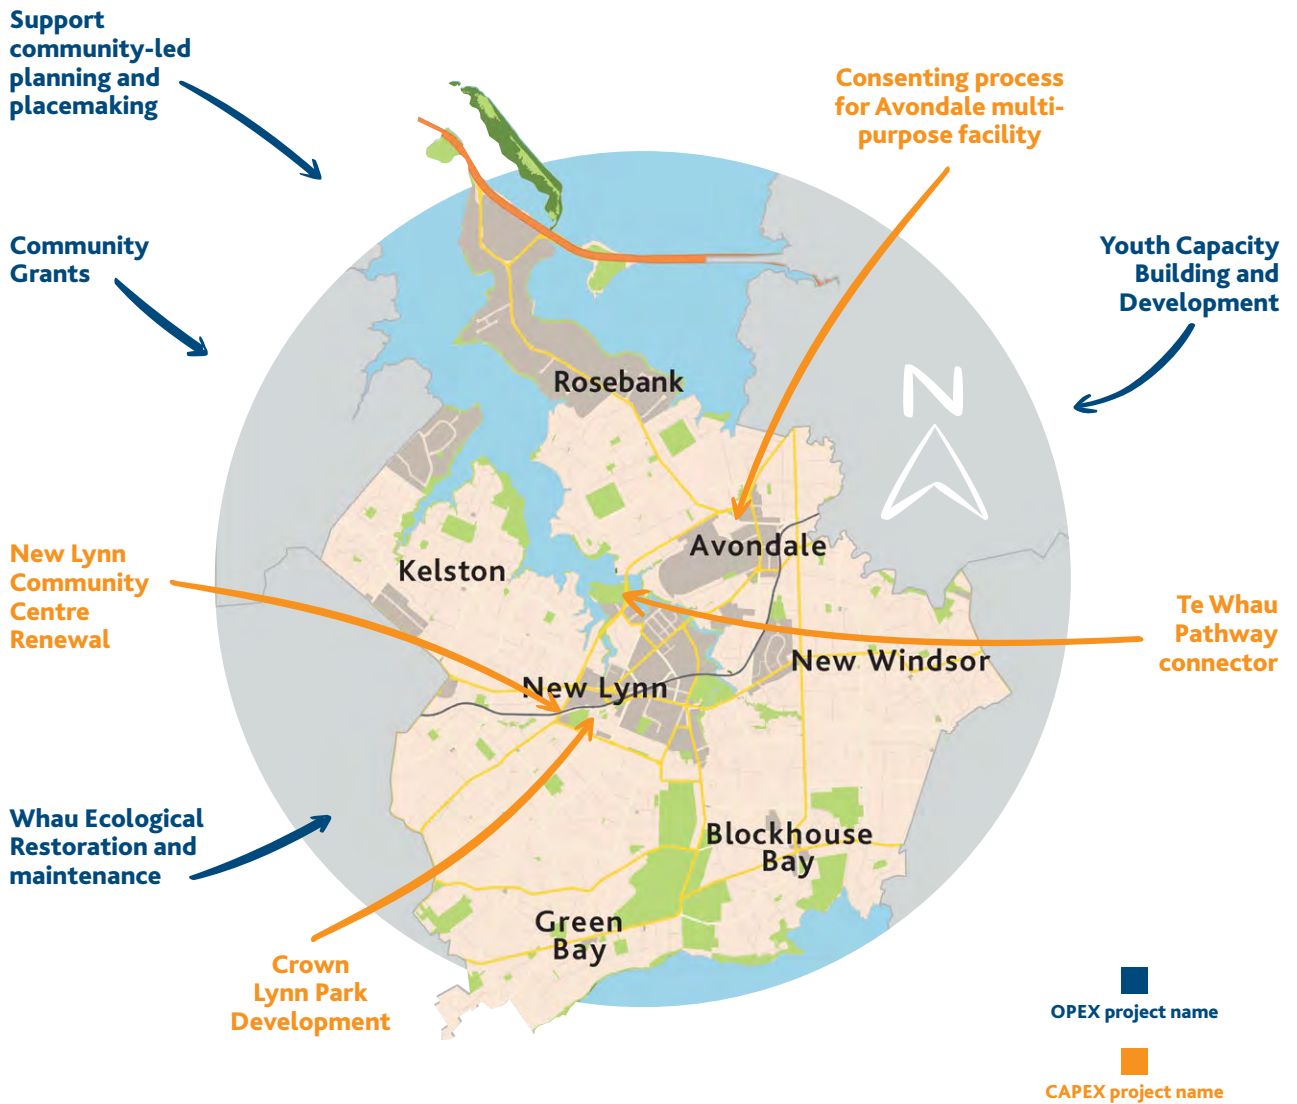 Support
community-led
planning and
placemaking
Consenting process
for Avondale multi-
purpose facility
Community
Grants
Youth Capacity
Building and
Development
N
Rosebank
Avondale
Kelston
New Lynn
Community
Centre
Renewal
Te Whau
Pathway
connector
New Windsor
New Lynn
Whau Ecological
Restoration and
maintenance
Blockhouse
Bay
Green
Bay
Crown
Lynn Park
Development
OPEX project name
CAPEX project name